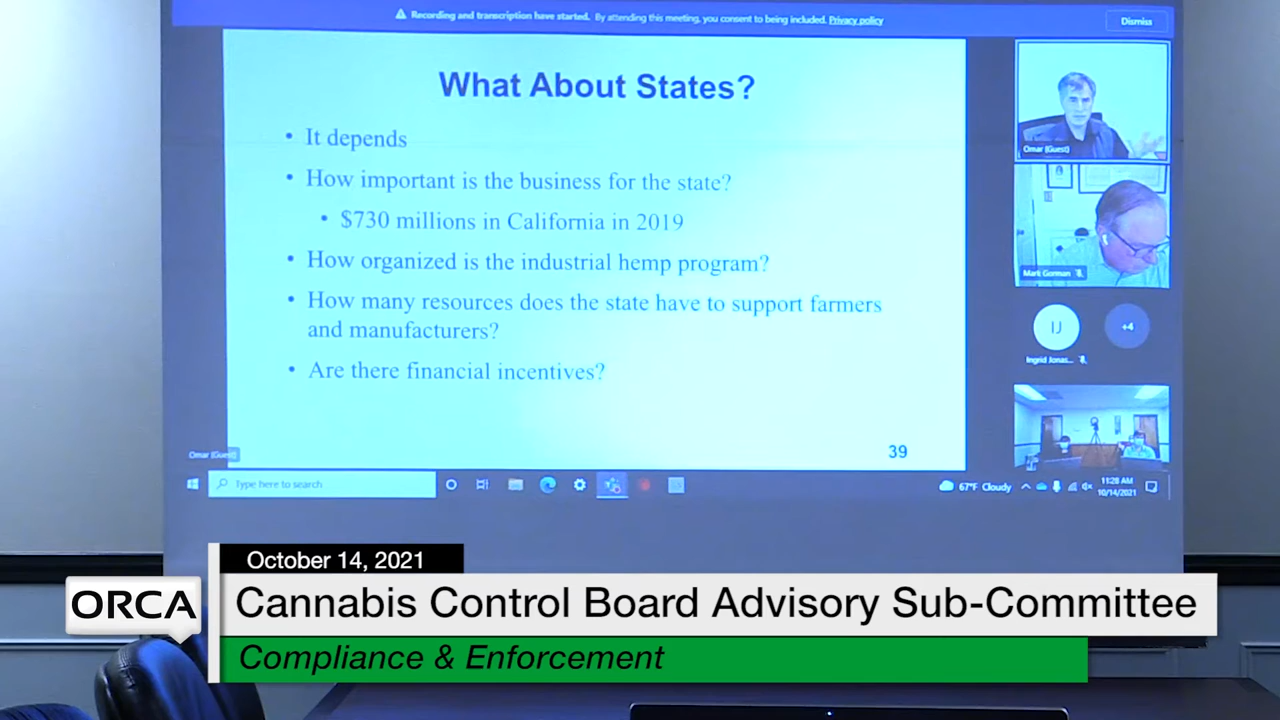 Recording and transcription have started. By attending this meeting, you consent to being included. Privacy policy
Dismiss
What About States?
• It depends
• How important is the business for the state?
• $730 millions in California in 2019
• How organized is the industrial hemp program?
• How many resources does the state have to support farmers
and manufacturers?
• Are there financial incentives?
39
Omar (Guest)
Omar (Guest)
Mark Gorman
IJ
+4
Ingrid Jonas...
Type here to search
67°F Cloudy
11:28 AM
10/14/2021
October 14, 2021
ORCA
Cannabis Control Board Advisory Sub-Committee
Compliance & Enforcement